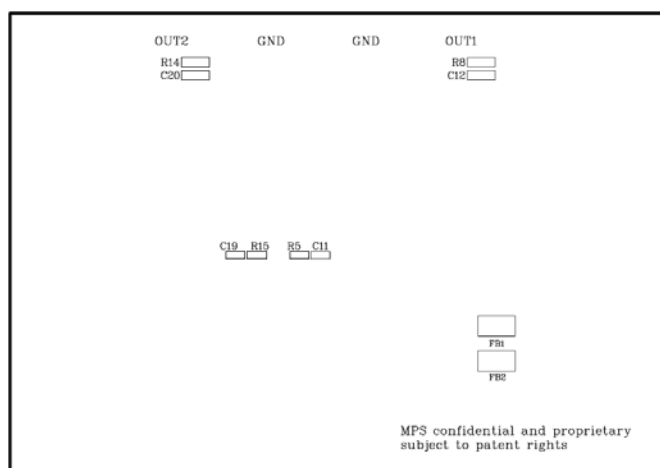 OUT2 GND GND OUT1
R14 R8
C20 C12
C19 R15 R5 C11
FB1
FB2
MPS confidential and proprietary
subject to patent rights